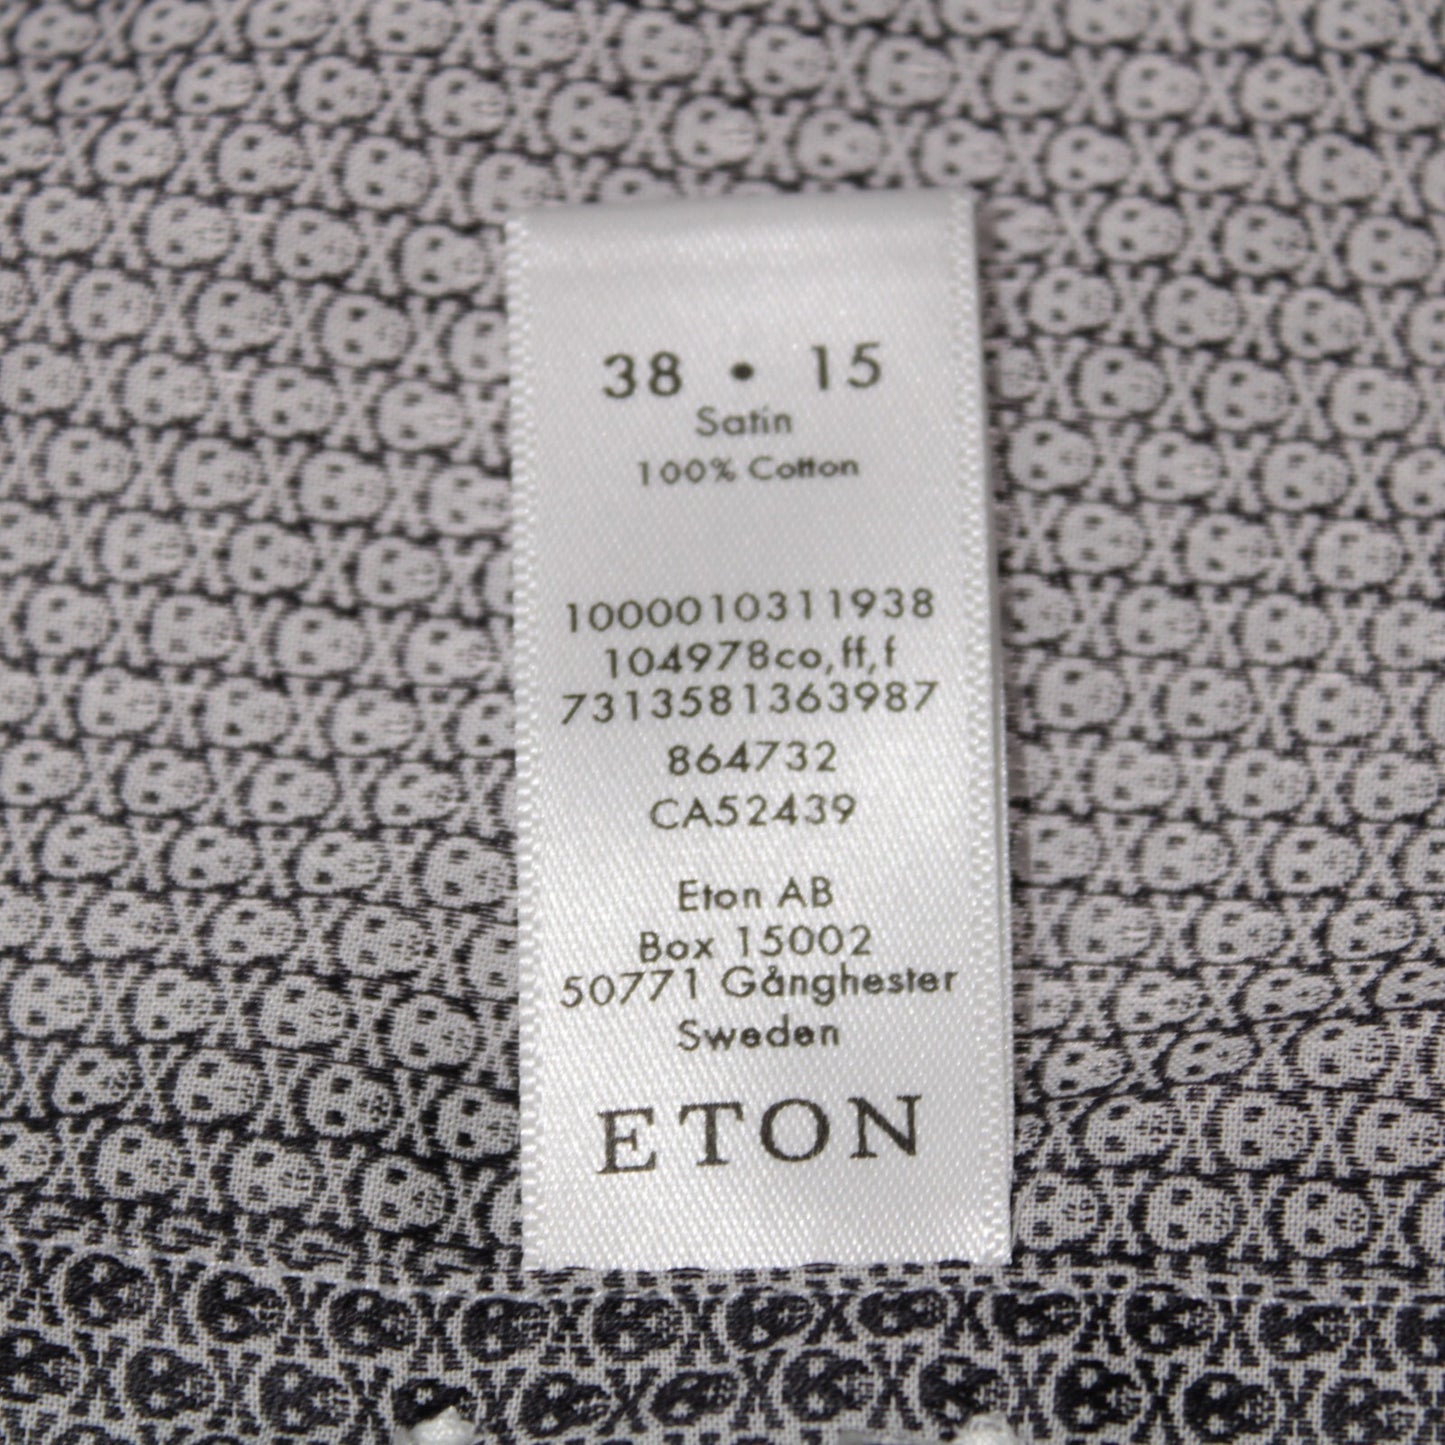 38 • 15
Satin
100% Cotton
1000010311938
104978co,ff,f
7313581363987
864732
CA52439
Eton AB
Box 15002
50771 Gånghester
Sweden
ETON